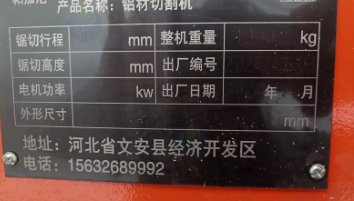 产品名称：铝材切割机
锯切行程 mm 整机重量 kg
锯切高度 mm 出厂编号
电机功率 kw 出厂日期 年 月
外形尺寸 mm
地址：河北省文安县经济开发区
电话：15632689992